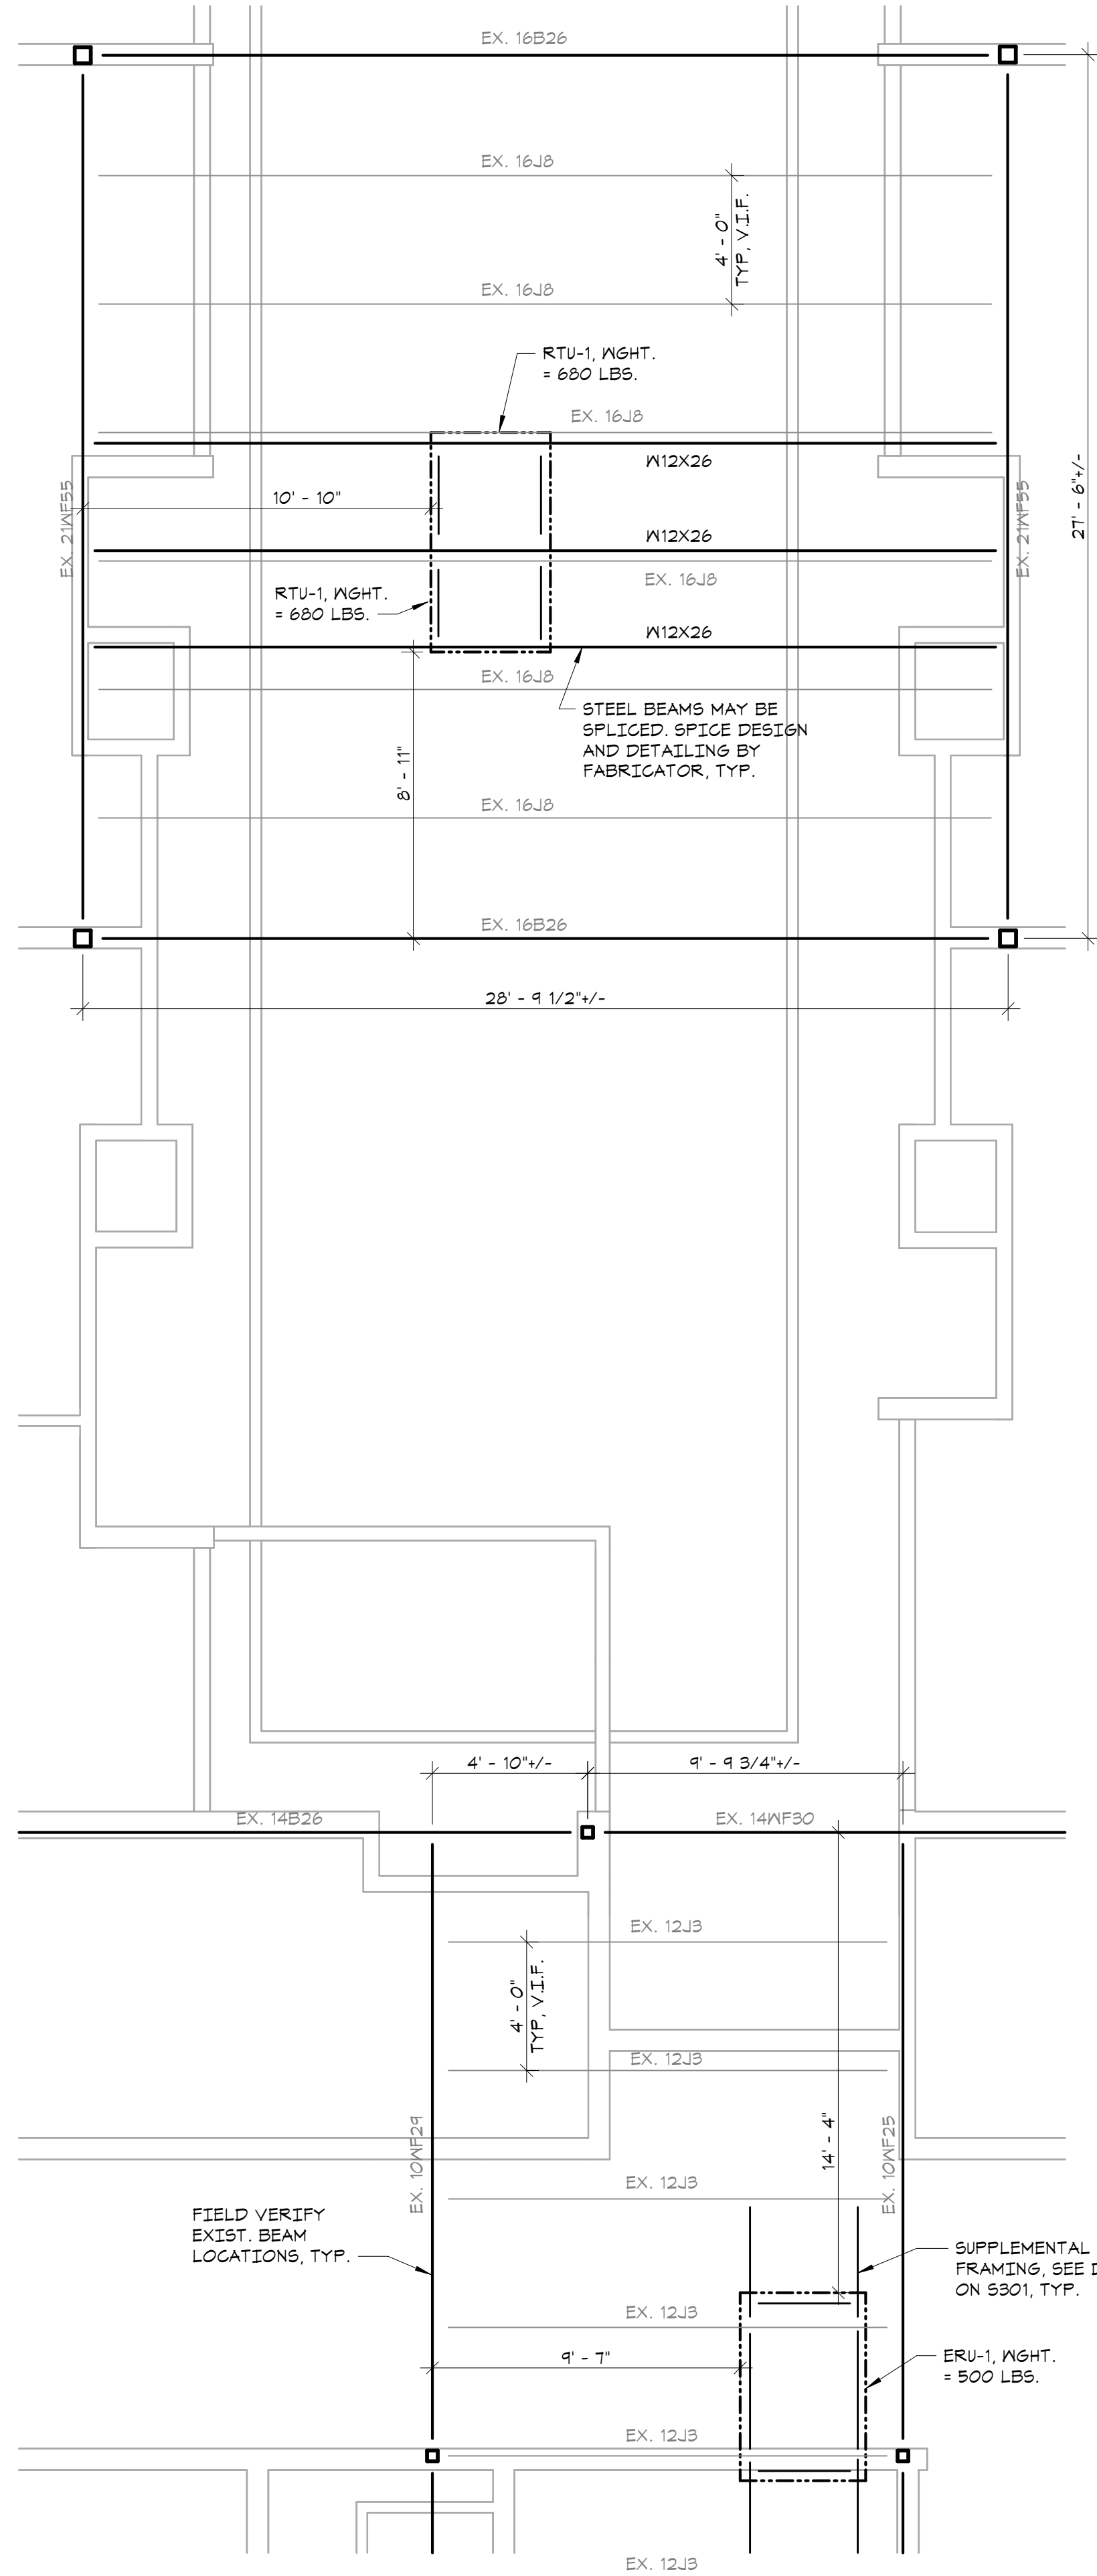 EX. 16B26
EX. 16J8
4' - 0"
TYP, V.I.F.
EX. 16J8
RTU-1, WGHT.
= 680 LBS.
EX. 16J8
W12X26
10' - 10"
EX. 21WF55
EX. 21WF55
27' - 6"+/-
W12X26
EX. 16J8
RTU-1, WGHT.
= 680 LBS.
W12X26
EX. 16J8
STEEL BEAMS MAY BE
SPLICED. SPICE DESIGN
AND DETAILING BY
FABRICATOR, TYP.
8' - 11"
EX. 16J8
EX. 16B26
28' - 9 1/2"+/-
4' - 10"+/-
9' - 9 3/4"+/-
EX. 14B26
EX. 14WF30
EX. 12J3
4' - 0"
TYP, V.I.F.
EX. 12J3
EX. 10WF29
14' - 4"
EX. 10WF25
EX. 12J3
FIELD VERIFY
EXIST. BEAM
LOCATIONS, TYP.
SUPPLEMENTAL
FRAMING, SEE
ON S301, TYP.
EX. 12J3
9' - 7"
ERU-1, WGHT.
= 500 LBS.
EX. 12J3
EX. 12J3